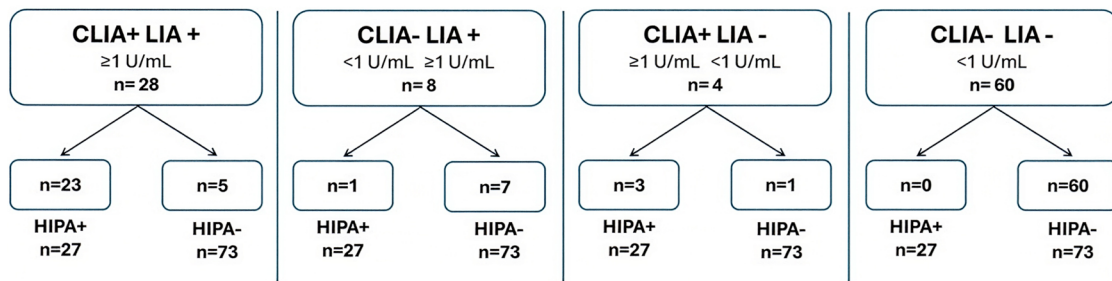 CLIA+ LIA +
≥1 U/mL
n= 28
n=23
n=5
HIPA+
n=27
HIPA-
n=73
CLIA- LIA +
<1 U/mL ≥1 U/mL
n= 8
n=1
n=7
HIPA+
n=27
HIPA-
n=73
CLIA+ LIA -
≥1 U/mL <1 U/mL
n= 4
n=3
n=1
HIPA+
n=27
HIPA-
n=73
CLIA- LIA -
<1 U/mL
n= 60
n=0
n=60
HIPA+
n=27
HIPA-
n=73